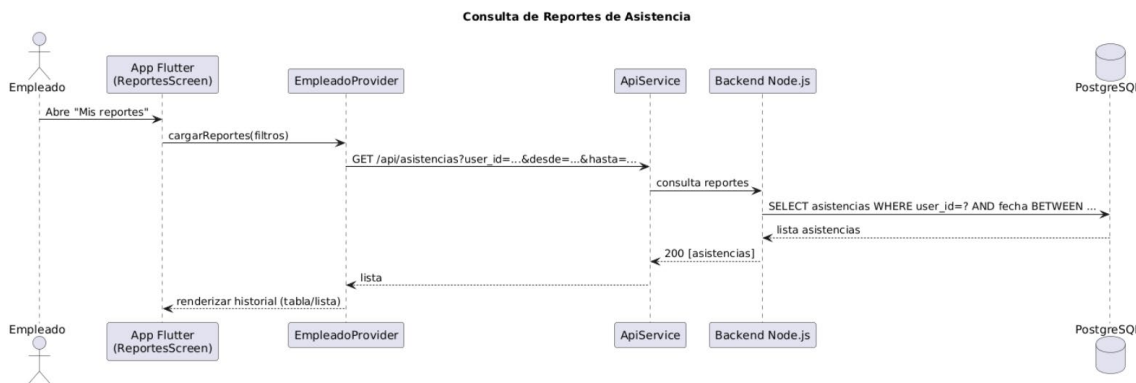 Consulta de Reportes de Asistencia
Empleado
App Flutter
(ReportesScreen)
EmpleadoProvider
ApiService
Backend Node.js
PostgreSQL
Abre "Mis reportes"
cargarReportes(filtros)
GET /api/asistencias?user_id=...&desde=...&hasta=...
consulta reportes
SELECT asistencias WHERE user_id=? AND fecha BETWEEN ...
lista asistencias
200 [asistencias]
lista
renderizar historial (tabla/lista)
Empleado
App Flutter
(ReportesScreen)
EmpleadoProvider
ApiService
Backend Node.js
PostgreSQL